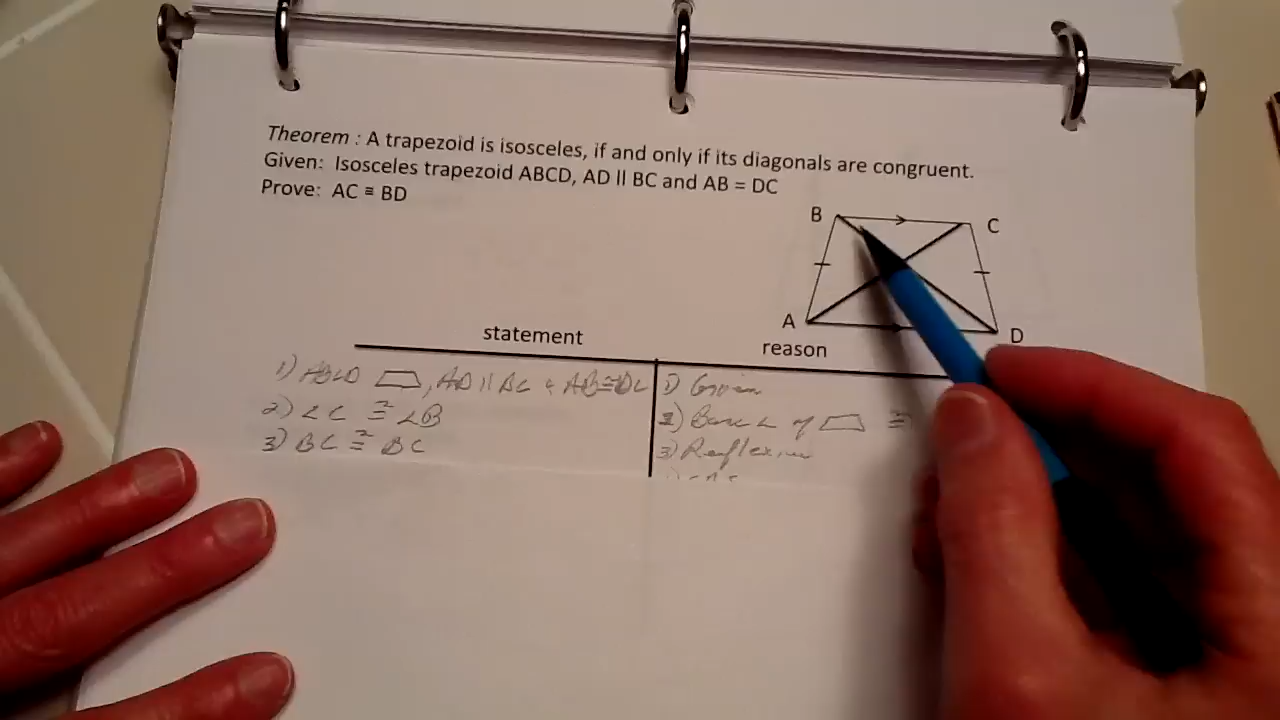 Theorem : A trapezoid is isosceles, if and only if its diagonals are congruent.
Given: Isosceles trapezoid ABCD, AD ll BC and AB = DC
Prove: AC ≅ BD
B
C
A
D
statement
reason
1) ABCD ⏢, AD || BC & AB ≅ DC
1) Given
2) ∠C ≅ ∠B
2) Base ∠ of ⏢ ≅
3) BC ≅ BC
3) Reflexive